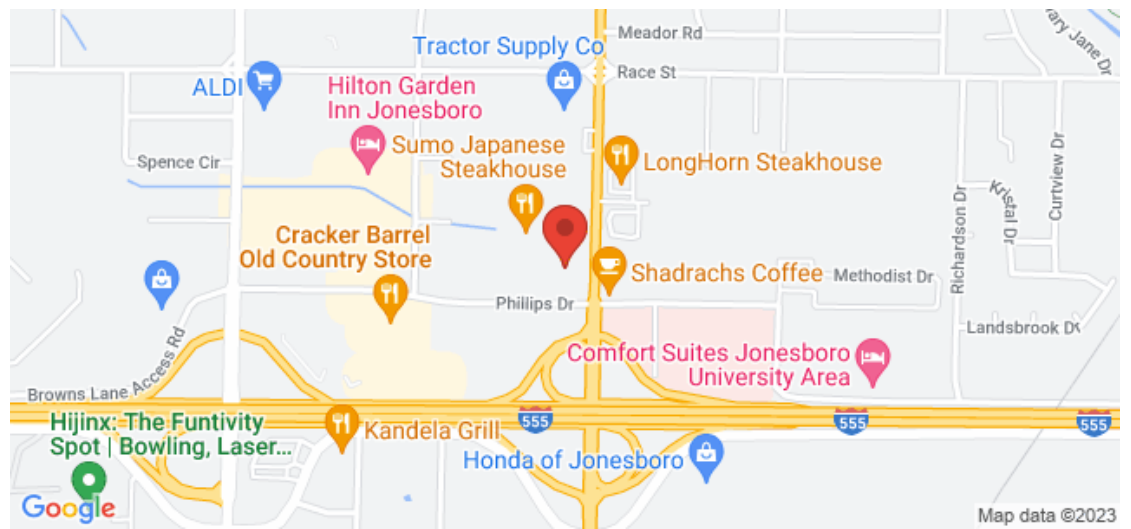 Meador Rd
vary Jane Dr
Tractor Supply Co
Race St
ALDI
Hilton Garden
Inn Jonesboro
Sumo Japanese
Steakhouse
Spence Cir
LongHorn Steakhouse
Curtview Dr
Kristal Dr
Richardson Dr
Cracker Barrel
Old Country Store
Shadrachs Coffee
Methodist Dr
Phillips Dr
Landsbrook Dr
Comfort Suites Jonesboro
University Area
Browns Lane Access Rd
555
555
555
Hijinx: The Funtivity
Spot | Bowling, Laser...
Kandela Grill
Honda of Jonesboro
Google
Map data ©2023